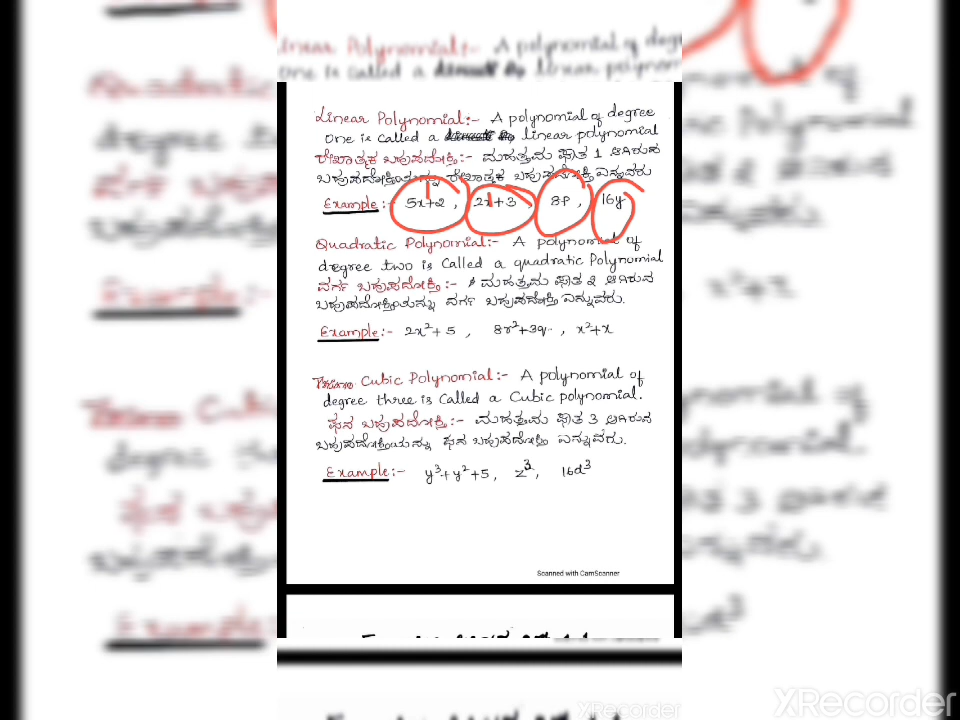 Linear Polynomial:- A polynomial of degree
one is called a linear polynomial
ರೇಖಾತ್ಮಕ ಬಹುಪದೋಕ್ತಿ:- ಮಹತ್ತಮ ಘಾತ 1 ಆಗಿರುವ
ಬಹುಪದೋಕ್ತಿಯನ್ನು ರೇಖಾತ್ಮಕ ಬಹುಪದೋಕ್ತಿ ಎನ್ನುವರು
Example:- 5x+2, 2x+3, 8P, 16y
Quadratic Polynomial:- A polynomial of
degree two is called a quadratic Polynomial
ವರ್ಗ ಬಹುಪದೋಕ್ತಿ:- ಮಹತ್ತಮ ಘಾತ 2 ಆಗಿರುವ
ಬಹುಪದೋಕ್ತಿಯನ್ನು ವರ್ಗ ಬಹುಪದೋಕ್ತಿ ಎನ್ನುವರು.
Example:- 2x²+5, 8r²+3q, x²+x
Cubic Polynomial:- A polynomial of
degree three is called a Cubic polynomial.
ಘನ ಬಹುಪದೋಕ್ತಿ:- ಮಹತ್ತಮ ಘಾತ 3 ಆಗಿರುವ
ಬಹುಪದೋಕ್ತಿಯನ್ನು ಘನ ಬಹುಪದೋಕ್ತಿ ಎನ್ನುವರು.
Example:- y³+y²+5, z³, 16d³
Scanned with CamScanner
XRecorder